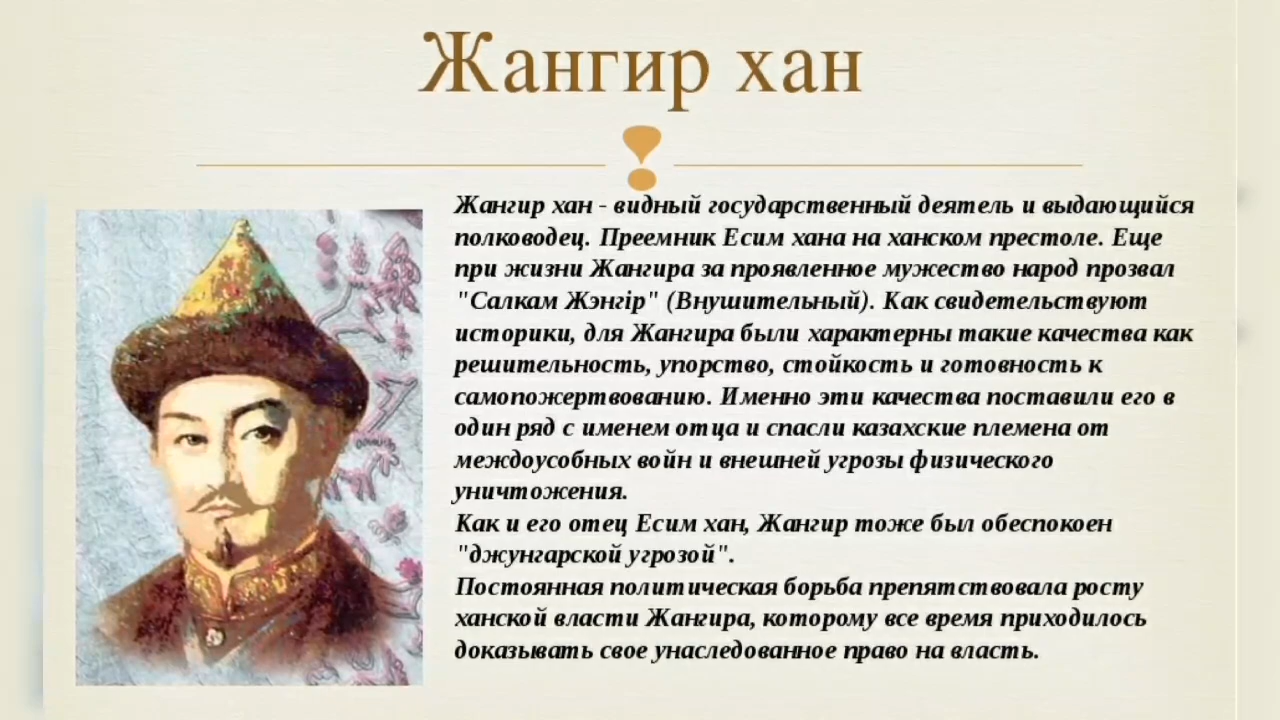 Жангир хан
Жангир хан - видный государственный деятель и выдающийся
полководец. Преемник Есим хана на ханском престоле. Еще
при жизни Жангира за проявленное мужество народ прозвал
"Салкам Жэнгiр" (Внушительный). Как свидетельствуют
историки, для Жангира были характерны такие качества как
решительность, упорство, стойкость и готовность к
самопожертвованию. Именно эти качества поставили его в
один ряд с именем отца и спасли казахские племена от
междоусобных войн и внешней угрозы физического
уничтожения.
Как и его отец Есим хан, Жангир тоже был обеспокоен
"джунгарской угрозой".
Постоянная политическая борьба препятствовала росту
ханской власти Жангира, которому все время приходилось
доказывать свое унаследованное право на власть.